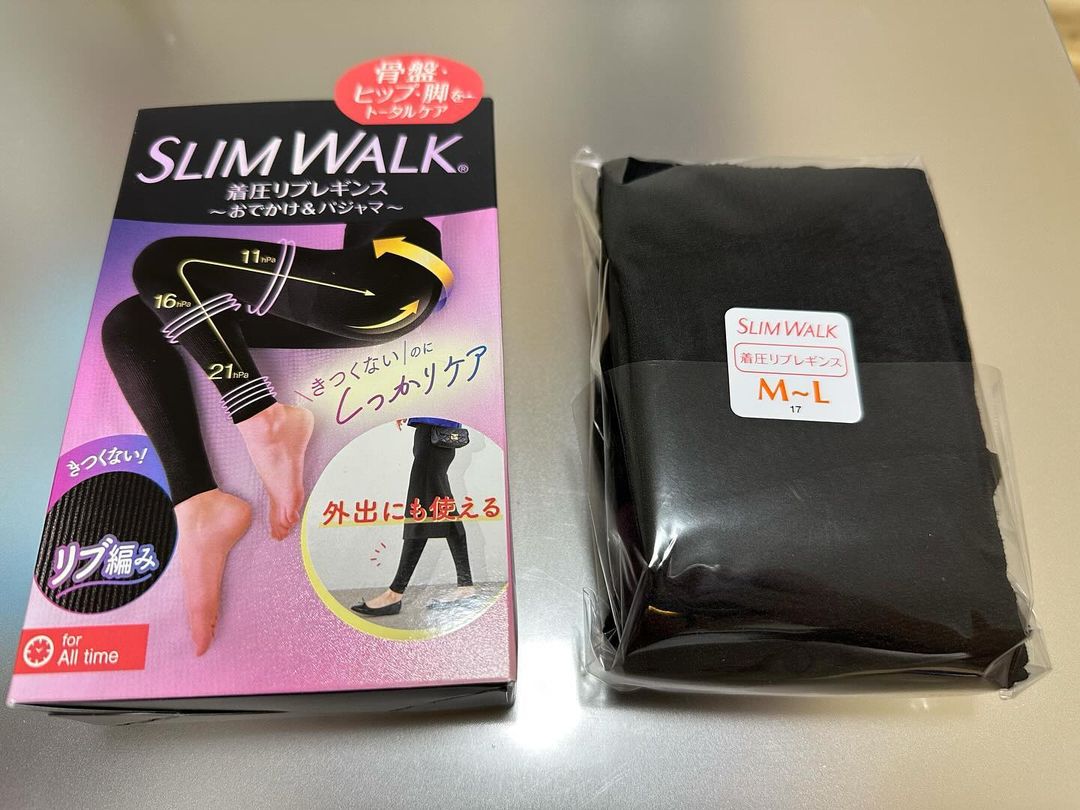 骨盤・
ヒップ・脚を
トータルケア
SLIM WALK®
着圧リブレギンス
～おでかけ&パジャマ～
11hPa
16hPa
21hPa
きつくない のに
しっかりケア
きつくない!
リブ編み
外出にも使える
for
All time
SLIM WALK
着圧リブレギンス
M~L
17